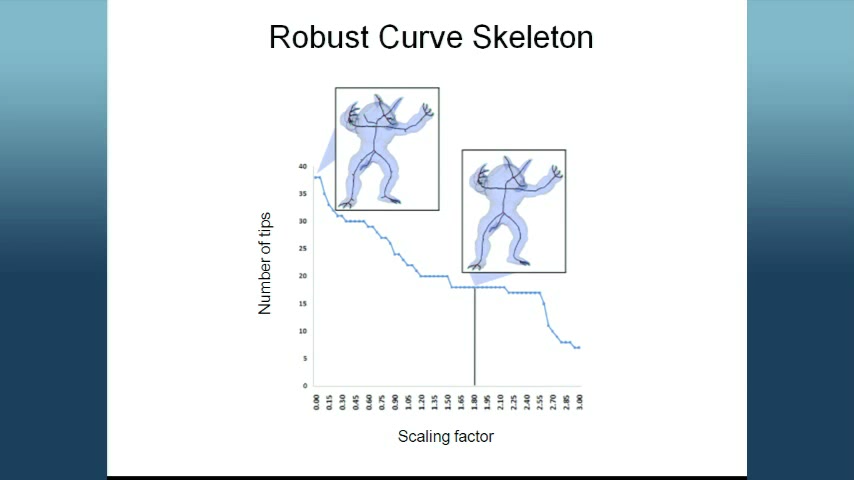 Robust Curve Skeleton
40
35
30
25
20
15
10
5
0
Number of tips
0.00 0.15 0.30 0.45 0.60 0.75 0.90 1.05 1.20 1.35 1.50 1.65 1.80 1.95 2.10 2.25 2.40 2.55 2.70 2.85 3.00
Scaling factor